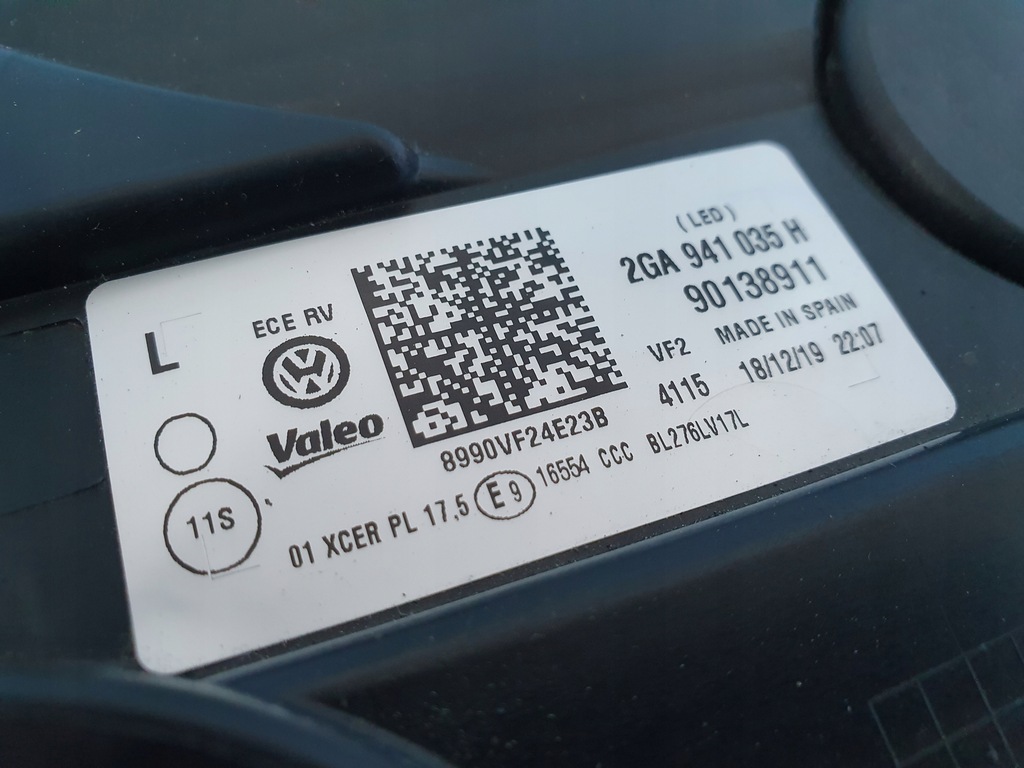 L
ECE RV
Valeo
11S
8990VF24E23B
(LED)
2GA 941 035 H
90138911
VF2 MADE IN SPAIN
4115 18/12/19 22:07
01 XCER PL 17,5 E 9 16554 CCC BL276LV17L